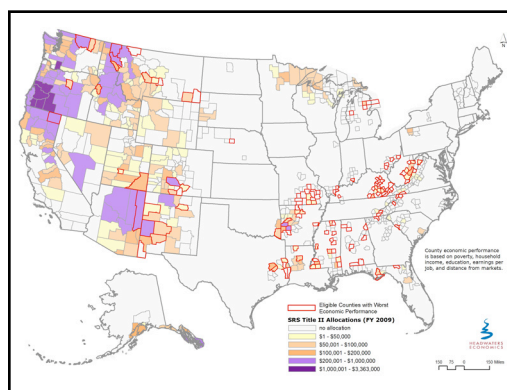 N
County economic performance
is based on poverty, household
income, education, earnings per
job, and distance from markets.
Eligible Counties with Worst
Economic Performance
SRS Title II Allocations (FY 2009)
no allocation
$1 - $50,000
$50,001 - $100,000
$100,001 - $200,000
$200,001 - $1,000,000
$1,000,001 - $3,363,000
HEADWATERS
ECONOMICS
150 75 0 150 Miles